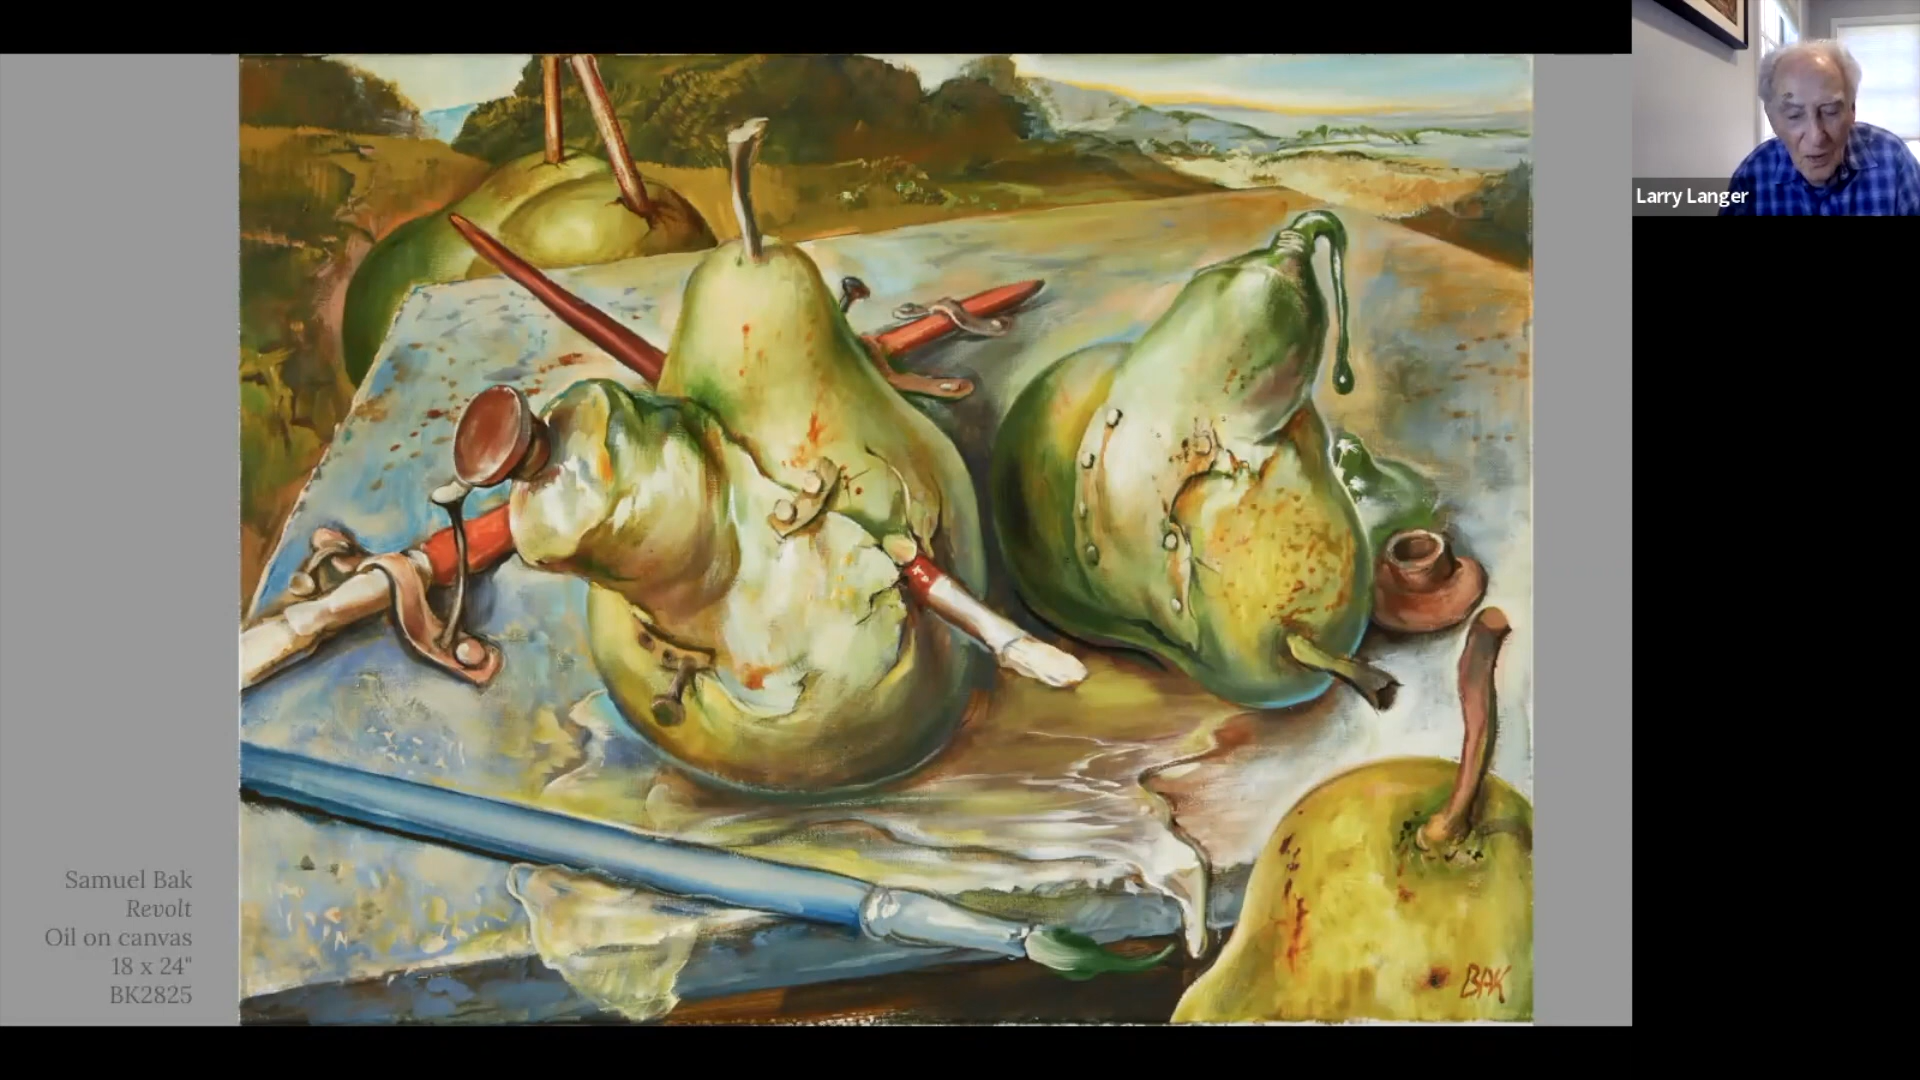 Larry Langer
Samuel Bak
Revolt
Oil on canvas
18 x 24"
BK2825
BAK